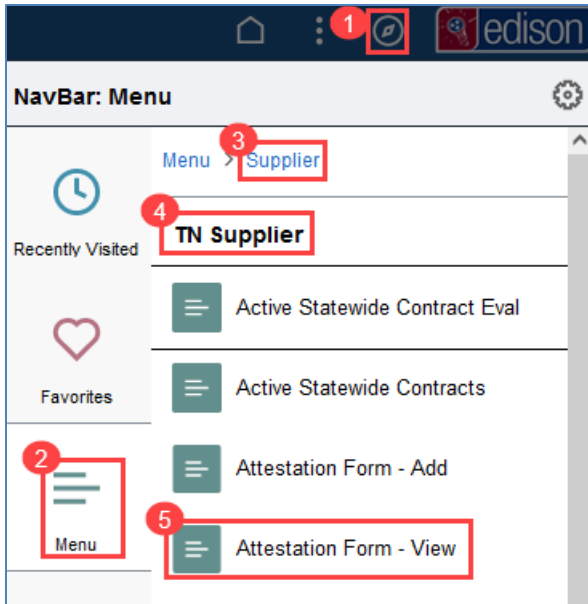 1
edison
NavBar: Menu
3
Menu > Supplier
4
Recently Visited
TN Supplier
Active Statewide Contract Eval
Favorites
Active Statewide Contracts
2
Attestation Form - Add
5
Menu
Attestation Form - View